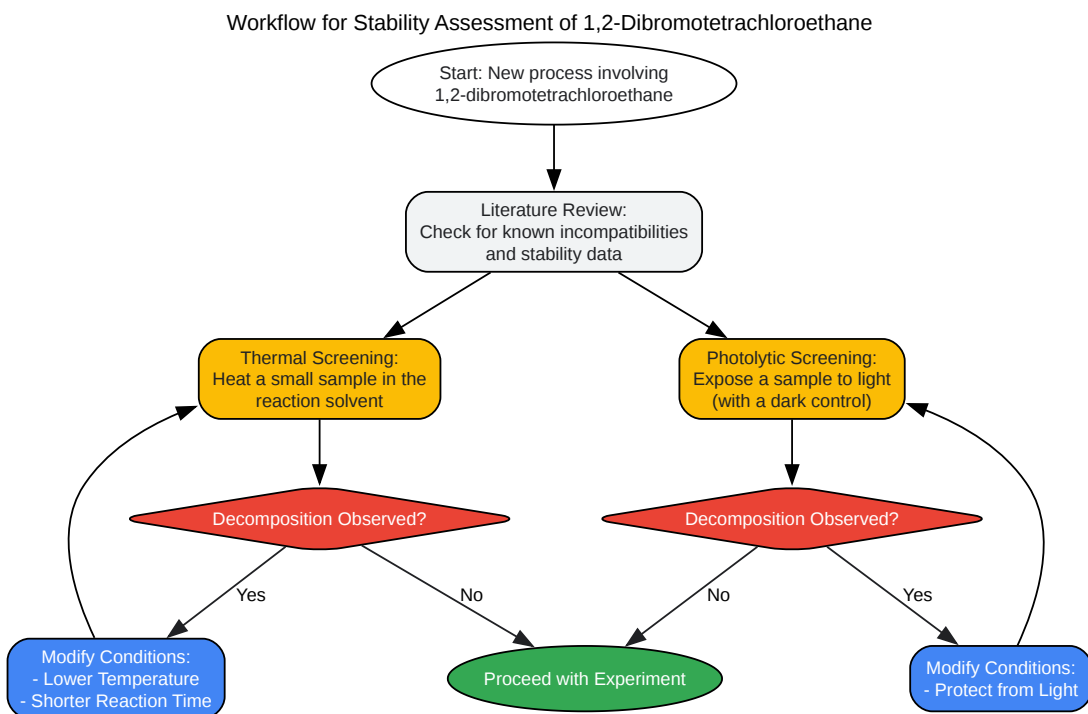 Workflow for Stability Assessment of 1,2-Dibromotetrachloroethane
Start: New process involving
1,2-dibromotetrachloroethane
Literature Review:
Check for known incompatibilities
and stability data
Thermal Screening:
Heat a small sample in the
reaction solvent
Photolytic Screening:
Expose a sample to light
(with a dark control)
Decomposition Observed?
Decomposition Observed?
Yes
No
No
Yes
Modify Conditions:
- Lower Temperature
- Shorter Reaction Time
Proceed with Experiment
Modify Conditions:
- Protect from Light